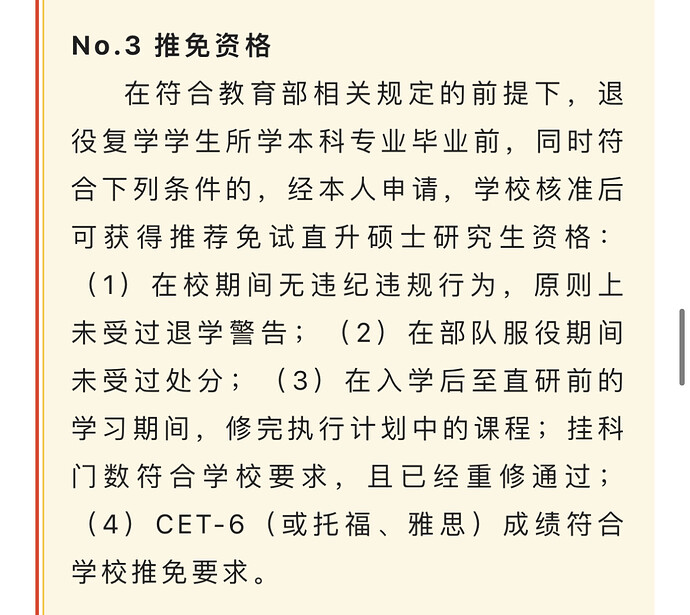 No.3 推免资格
在符合教育部相关规定的前提下，退
役复学学生所学本科专业毕业前，同时符
合下列条件的，经本人申请，学校核准后
可获得推荐免试直升硕士研究生资格：
（1）在校期间无违纪违规行为，原则上
未受过退学警告；（2）在部队服役期间
未受过处分；（3）在入学后至直研前的
学习期间，修完执行计划中的课程；挂科
门数符合学校要求，且已经重修通过；
（4）CET-6（或托福、雅思）成绩符合
学校推免要求。